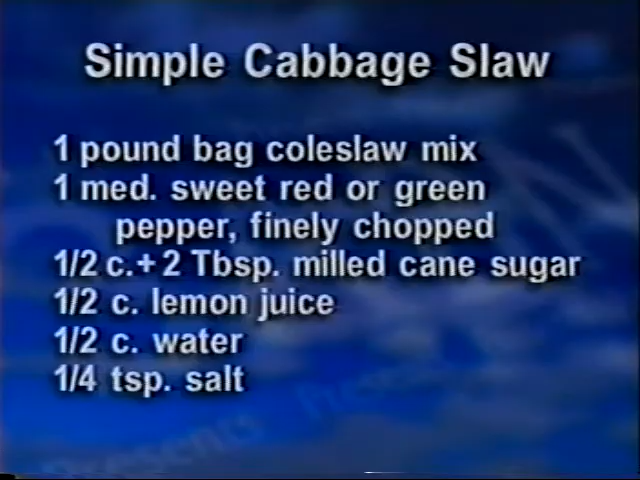 Simple Cabbage Slaw
1 pound bag coleslaw mix
1 med. sweet red or green
pepper, finely chopped
1/2 c.+2 Tbsp. milled cane sugar
1/2 c. lemon juice
1/2 c. water
1/4 tsp. salt
Presents